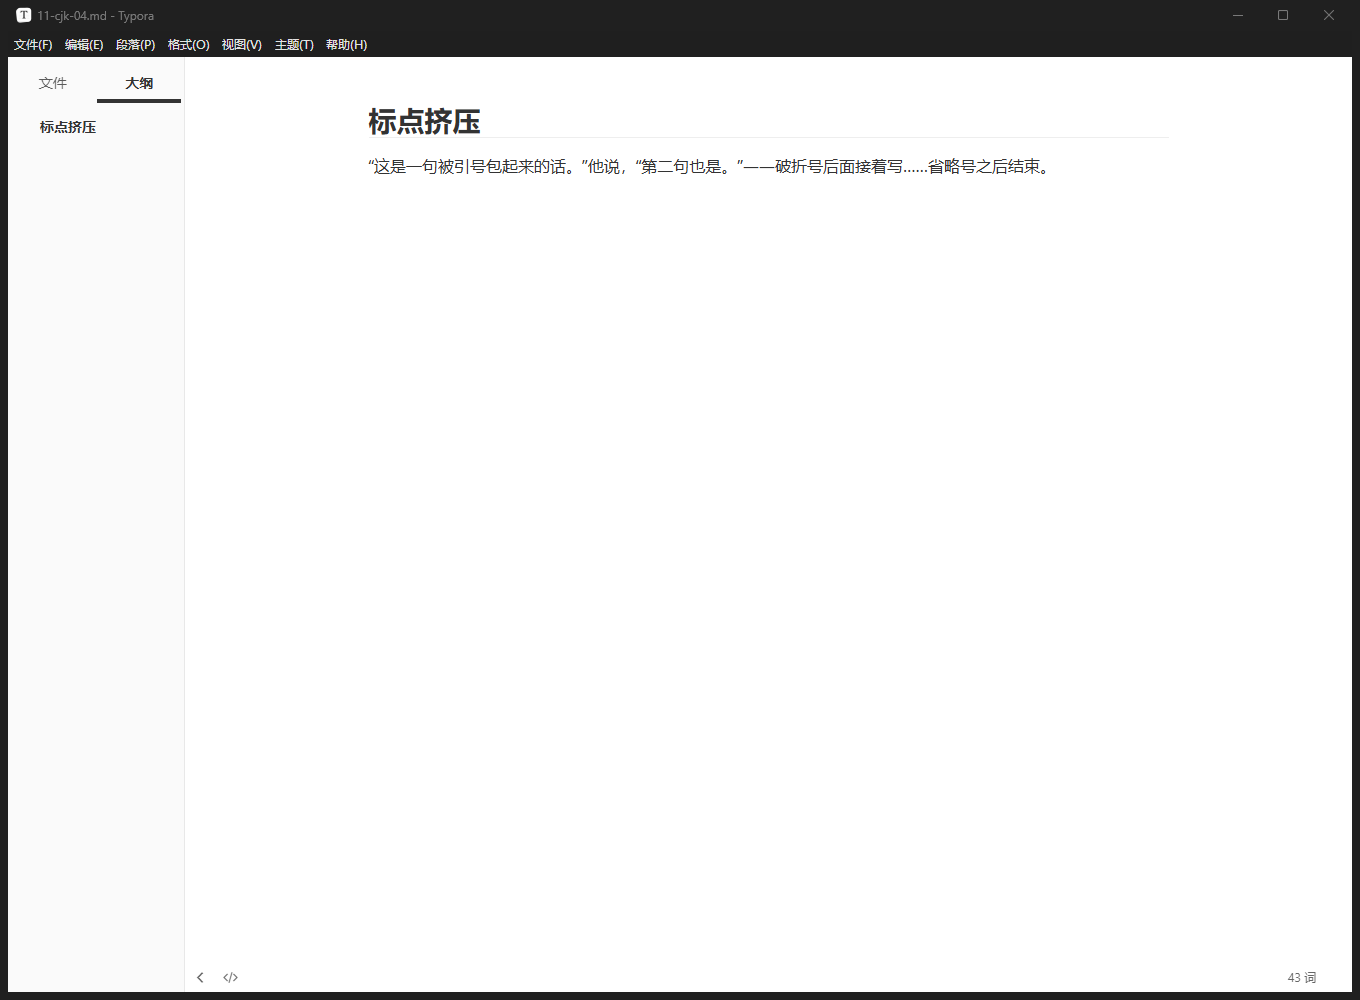 11-cjk-04.md - Typora
文件(F) 编辑(E) 段落(P) 格式(O) 视图(V) 主题(T) 帮助(H)
文件 大纲
标点挤压
标点挤压
“这是一句被引号包起来的话。”他说，“第二句也是。”——破折号后面接着写……省略号之后结束。
43 词